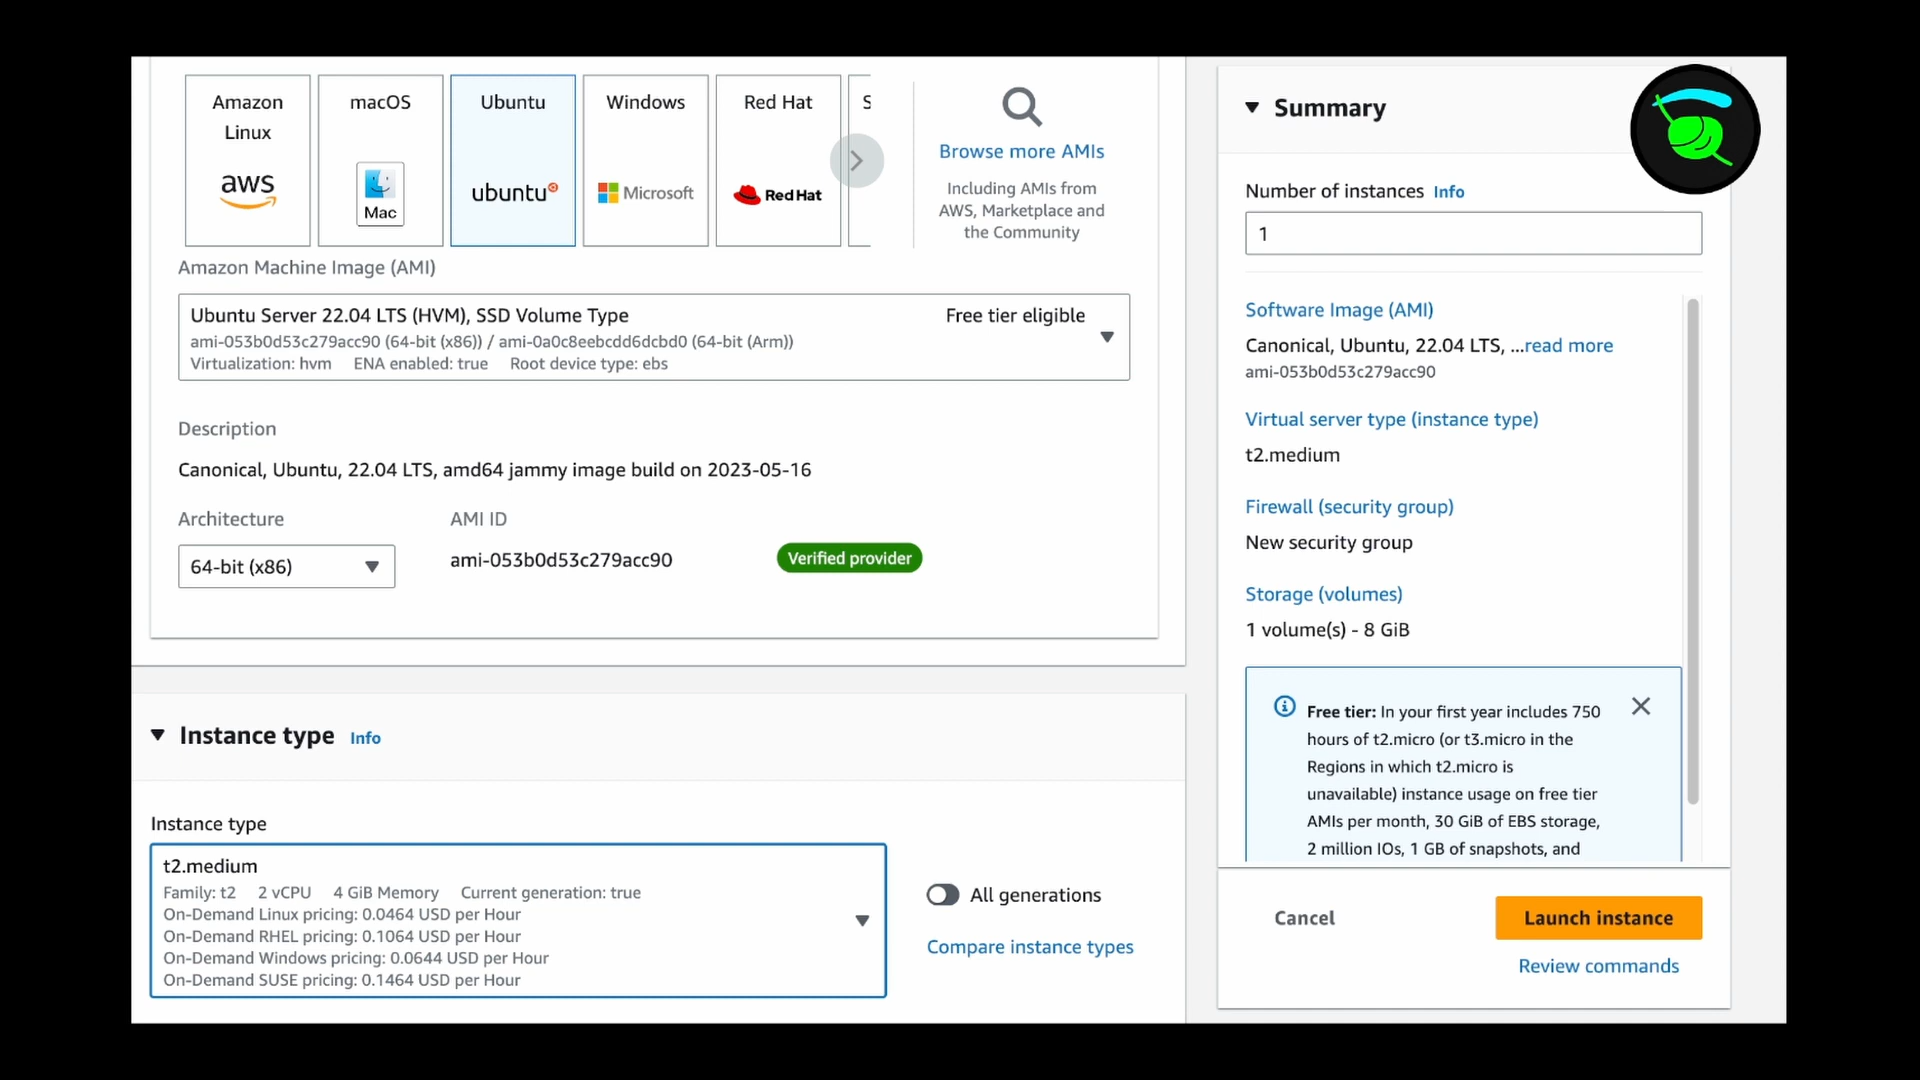 Amazon
Linux
aws
macOS
Mac
Ubuntu
ubuntu
Windows
Microsoft
Red Hat
Red Hat
S
Browse more AMIs
Including AMIs from
AWS, Marketplace and
the Community
Amazon Machine Image (AMI)
Ubuntu Server 22.04 LTS (HVM), SSD Volume Type
Free tier eligible
ami-053b0d53c279acc90 (64-bit (x86)) / ami-0a0c8eebcdd6dcbd0 (64-bit (Arm))
Virtualization: hvm ENA enabled: true Root device type: ebs
Description
Canonical, Ubuntu, 22.04 LTS, amd64 jammy image build on 2023-05-16
Architecture
AMI ID
64-bit (x86)
ami-053b0d53c279acc90
Verified provider
Instance type Info
Instance type
t2.medium
Family: t2 2 vCPU 4 GiB Memory Current generation: true
On-Demand Linux pricing: 0.0464 USD per Hour
On-Demand RHEL pricing: 0.1064 USD per Hour
On-Demand Windows pricing: 0.0644 USD per Hour
On-Demand SUSE pricing: 0.1464 USD per Hour
All generations
Compare instance types
Summary
Number of instances Info
1
Software Image (AMI)
Canonical, Ubuntu, 22.04 LTS, ...read more
ami-053b0d53c279acc90
Virtual server type (instance type)
t2.medium
Firewall (security group)
New security group
Storage (volumes)
1 volume(s) - 8 GiB
Free tier: In your first year includes 750
hours of t2.micro (or t3.micro in the
Regions in which t2.micro is
unavailable) instance usage on free tier
AMIs per month, 30 GiB of EBS storage,
2 million IOs, 1 GB of snapshots, and
Cancel
Launch instance
Review commands